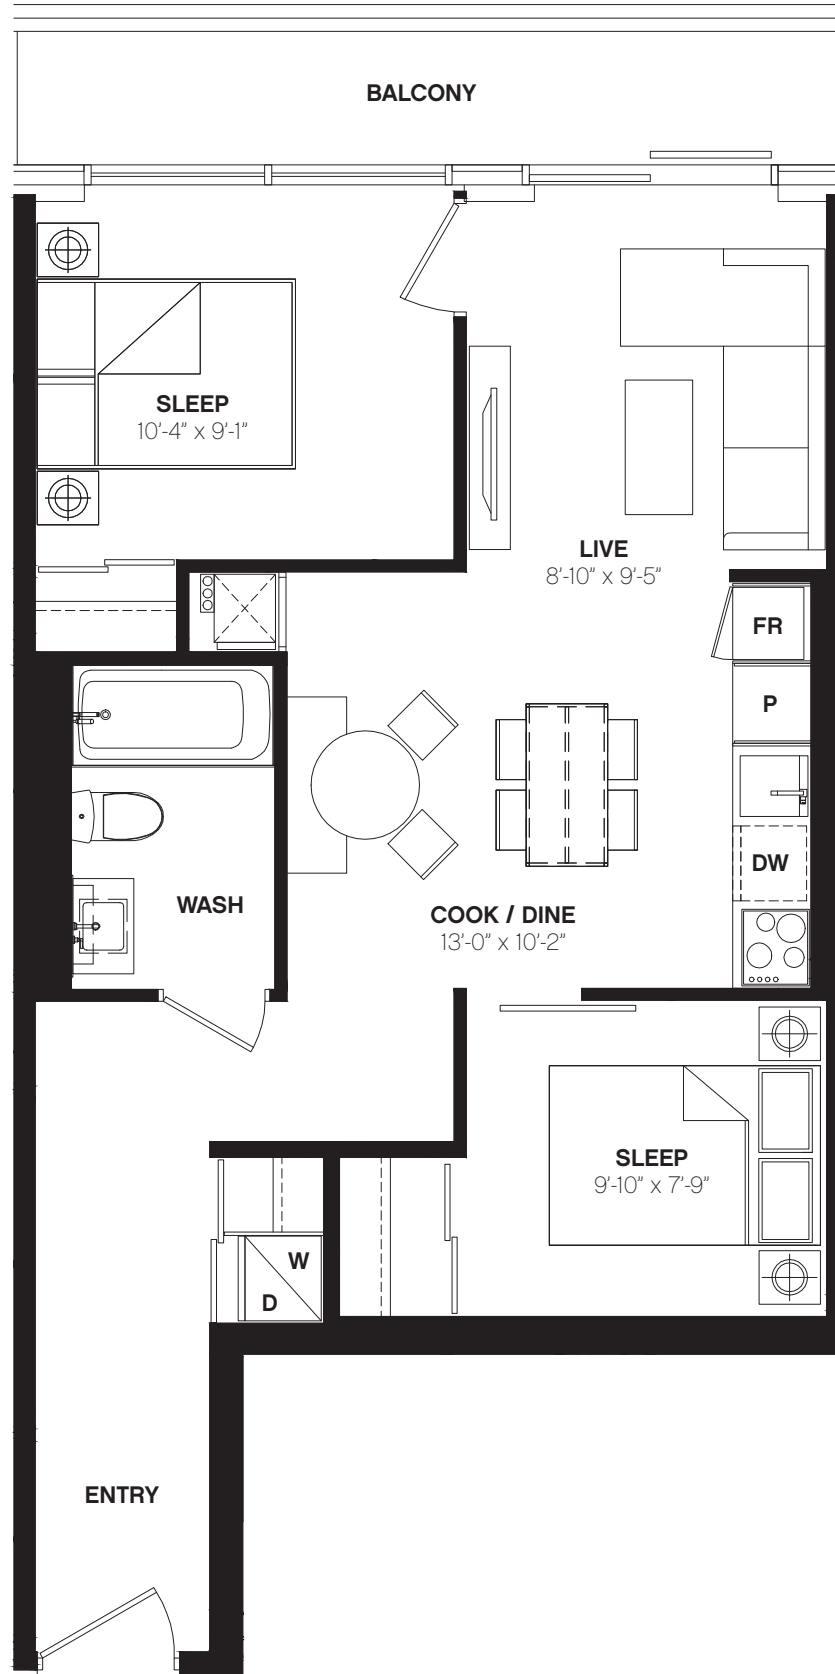 BALCONY
SLEEP
10'-4" x 9'-1"
LIVE
8'-10" x 9'-5"
FR
P
DW
WASH
COOK / DINE
13'-0" x 10'-2"
SLEEP
9'-10" x 7'-9"
W
D
ENTRY